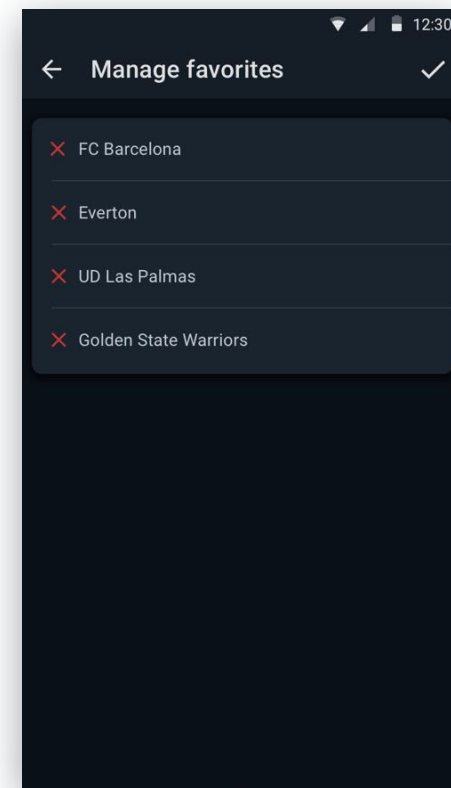 12:30
Manage favorites
FC Barcelona
Everton
UD Las Palmas
Golden State Warriors